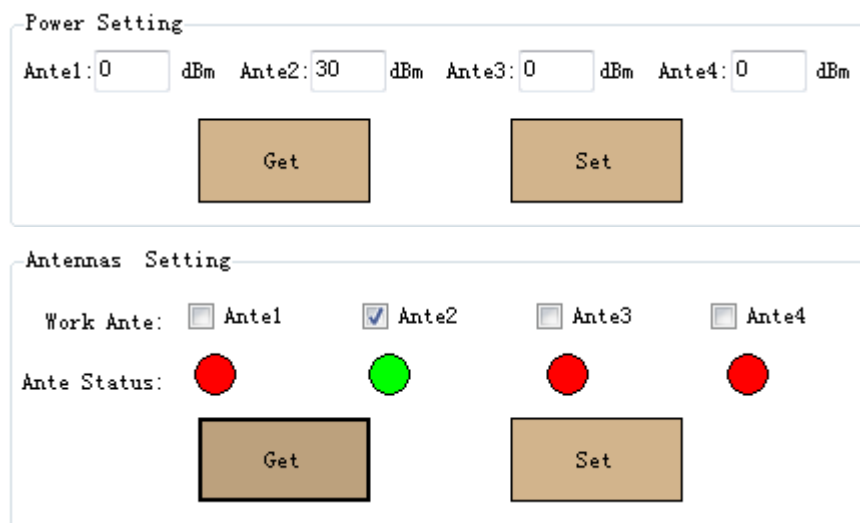 Power Setting
Ante1: 0 dBm Ante2: 30 dBm Ante3: 0 dBm Ante4: 0 dBm
Get Set
Antennas Setting
Work Ante: Ante1 Ante2 Ante3 Ante4
Ante Status:
Get Set